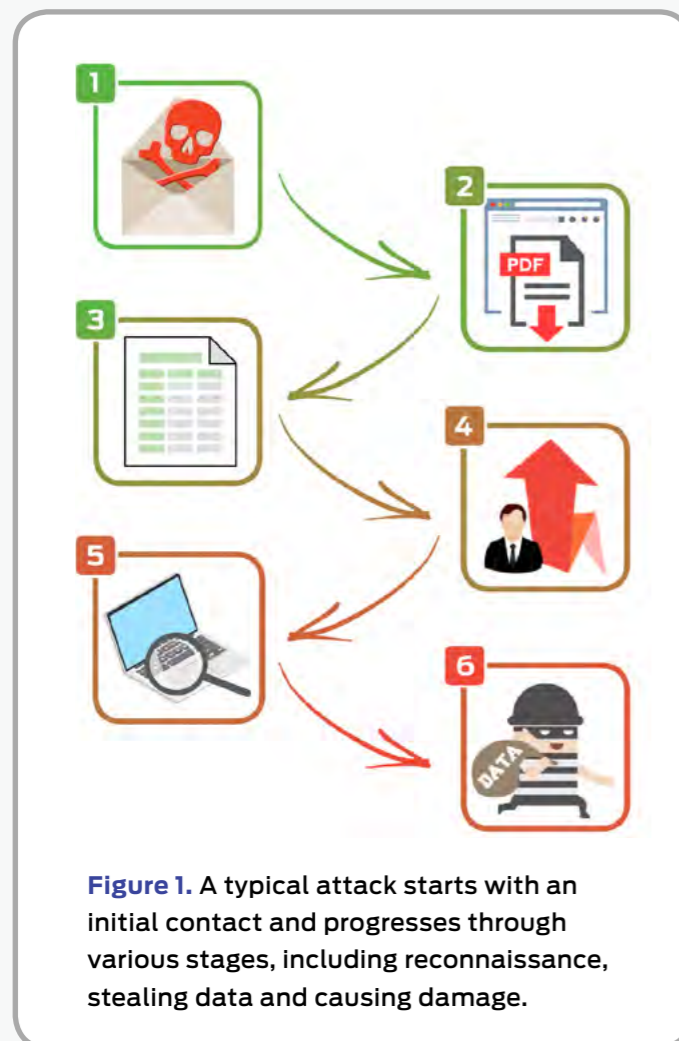 1
2
PDF
3
4
5
6
DATA
Figure 1. A typical attack starts with an
initial contact and progresses through
various stages, including reconnaissance,
stealing data and causing damage.